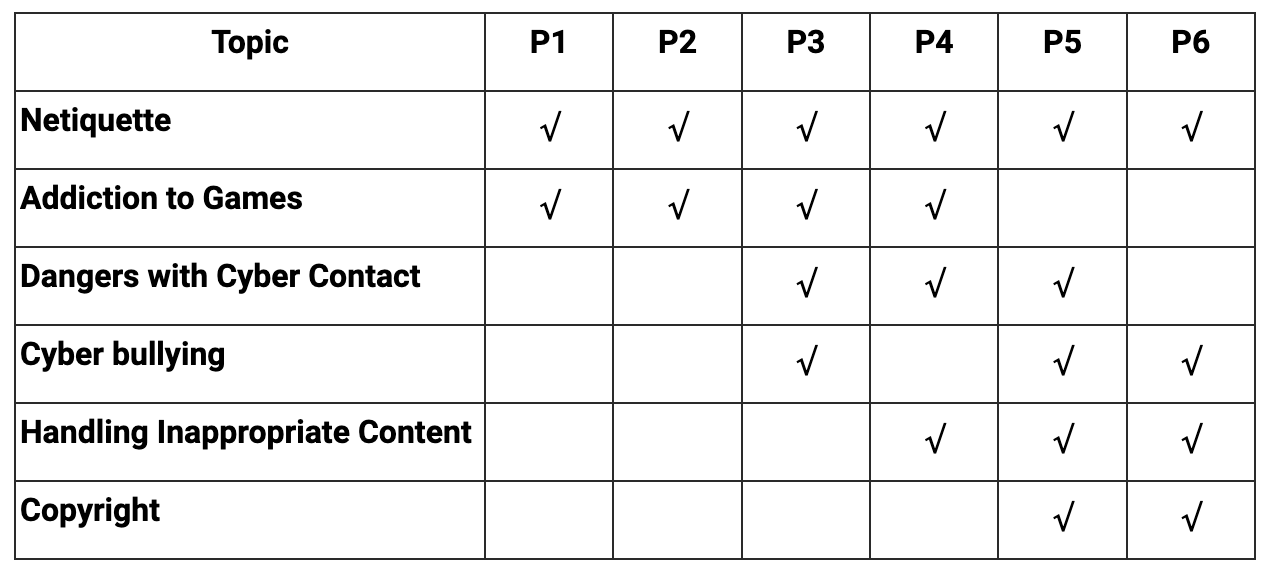 Topic P1 P2 P3 P4 P5 P6
Netiquette √ √ √ √ √ √
Addiction to Games √ √ √ √
Dangers with Cyber Contact √ √ √
Cyber bullying √ √ √
Handling Inappropriate Content √ √ √
Copyright √ √